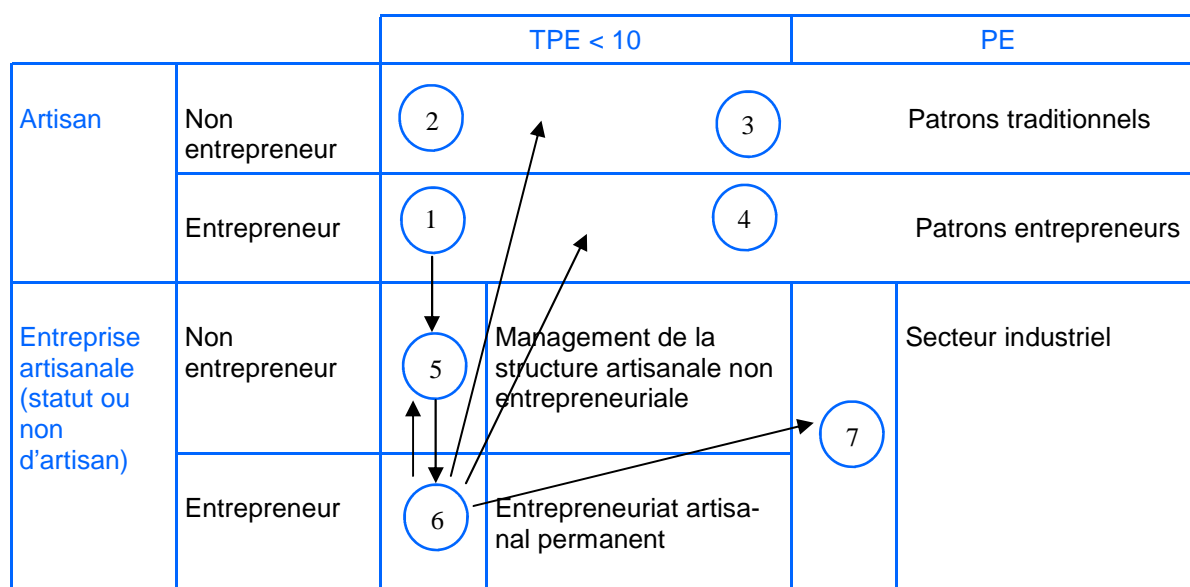 TPE < 10
PE
Artisan
Non
entrepreneur
2
3
Patrons traditionnels
Entrepreneur
1
4
Patrons entrepreneurs
Entreprise
artisanale
(statut ou
non
d'artisan)
Non
entrepreneur
5
Management de la
structure artisanale non
entrepreneuriale
Secteur industriel
7
Entrepreneur
6
Entrepreneuriat artisa-
nal permanent